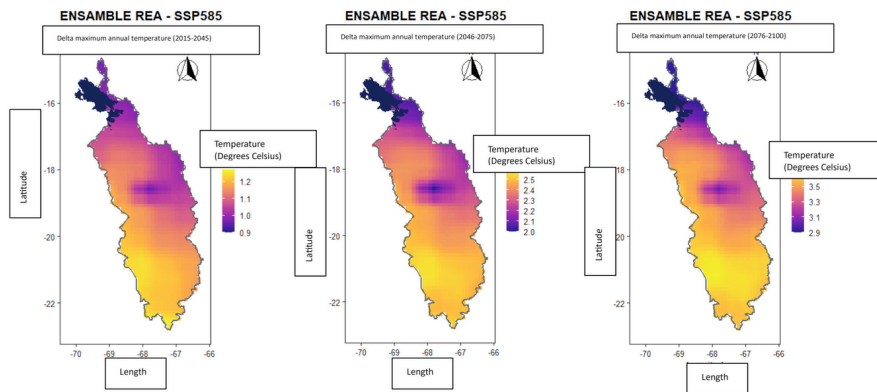 ENSAMBLE REA - SSP585
Delta maximum annual temperature (2015-2045)
-16
-18
-20
-22
Latitude
Temperature
(Degrees Celsius)
1.2
1.1
1.0
0.9
-70
-69
-68
-67
-66
Length
ENSAMBLE REA - SSP585
Delta maximum annual temperature (2046-2075)
-16
-18
-20
-22
Latitude
Temperature
(Degrees Celsius)
2.5
2.4
2.3
2.2
2.1
2.0
-70
-69
-68
-67
-66
Length
ENSAMBLE REA - SSP585
Delta maximum annual temperature (2076-2100)
-16
-18
-20
-22
Latitude
Temperature
(Degrees Celsius)
3.5
3.3
3.1
2.9
-70
-69
-68
-67
-66
Length